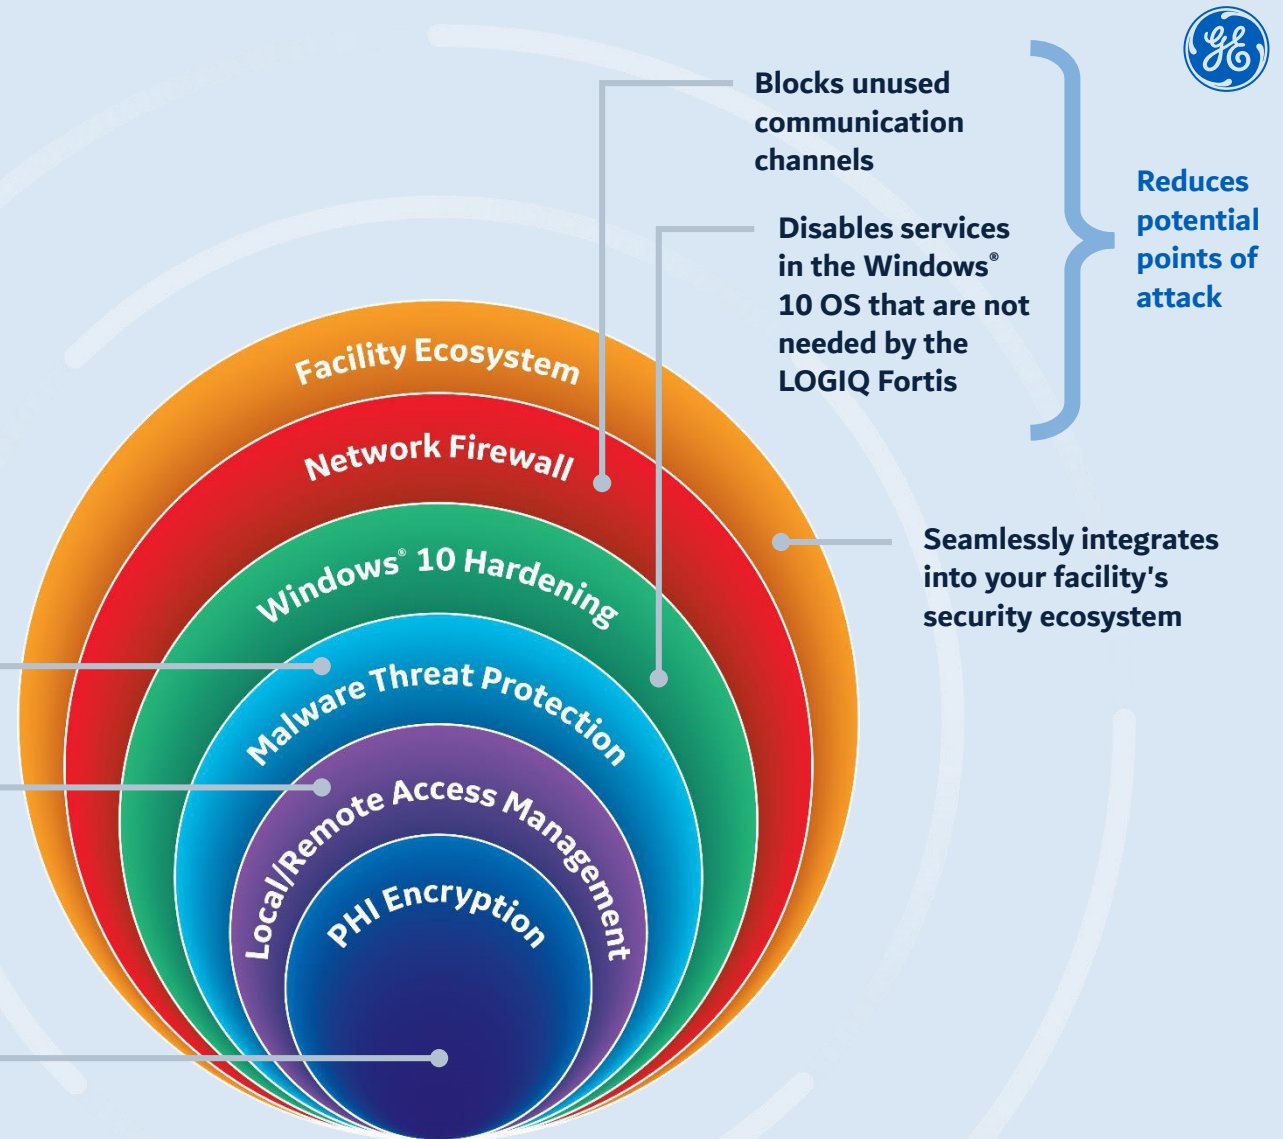 GE
Blocks unused
communication
channels
Reduces
potential
points of
attack
Disables services
in the Windows®
10 OS that are not
needed by the
LOGIQ Fortis
Seamlessly integrates
into your facility's
security ecosystem
Facility Ecosystem
Network Firewall
Windows® 10 Hardening
Malware Threat Protection
Local/Remote Access Management
PHI Encryption